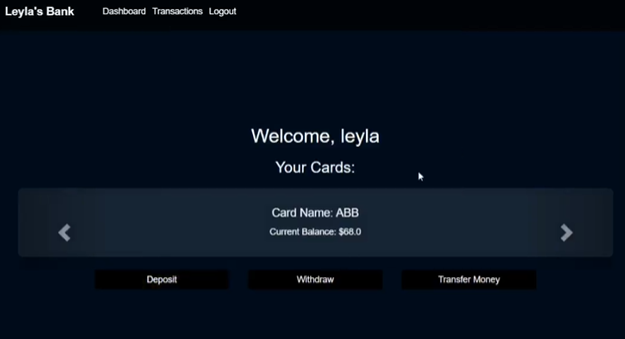 Leyla's Bank Dashboard Transactions Logout
Welcome, leyla
Your Cards:
Card Name: ABB
Current Balance: $68.0
Deposit Withdraw Transfer Money